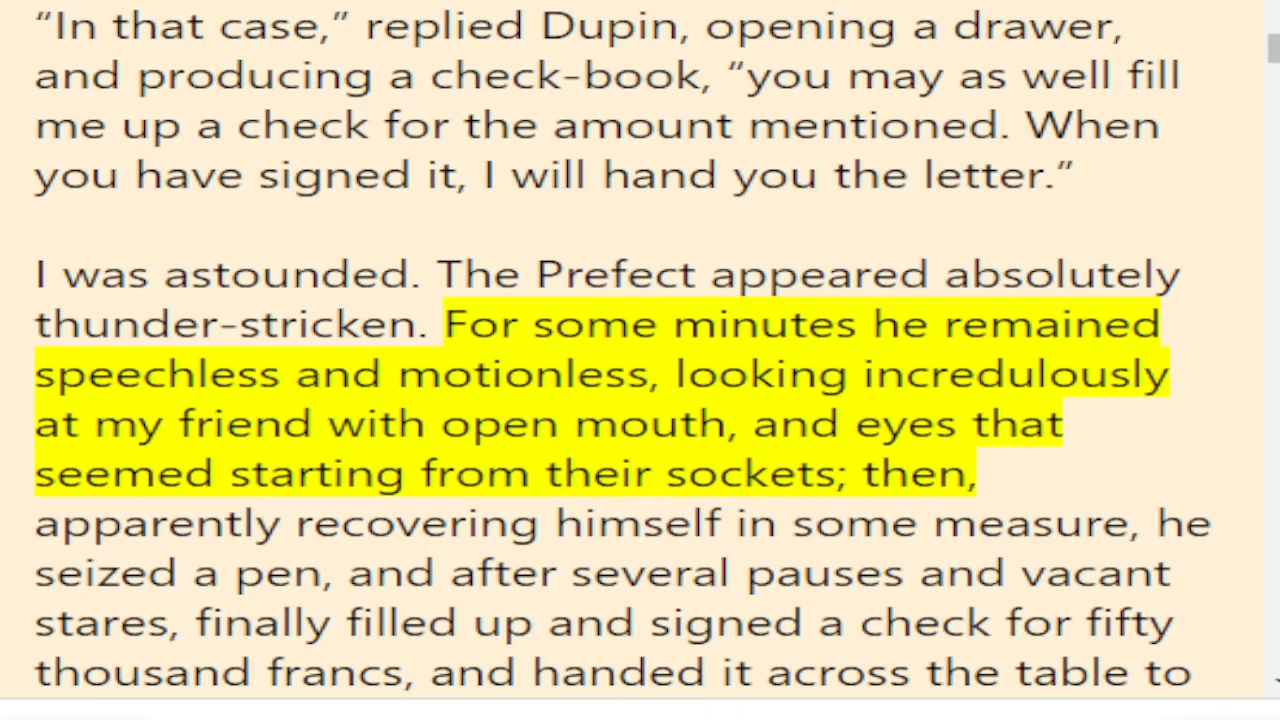 “In that case,” replied Dupin, opening a drawer,
and producing a check-book, “you may as well fill
me up a check for the amount mentioned. When
you have signed it, I will hand you the letter.”
I was astounded. The Prefect appeared absolutely
thunder-stricken. For some minutes he remained
speechless and motionless, looking incredulously
at my friend with open mouth, and eyes that
seemed starting from their sockets; then,
apparently recovering himself in some measure, he
seized a pen, and after several pauses and vacant
stares, finally filled up and signed a check for fifty
thousand francs, and handed it across the table to